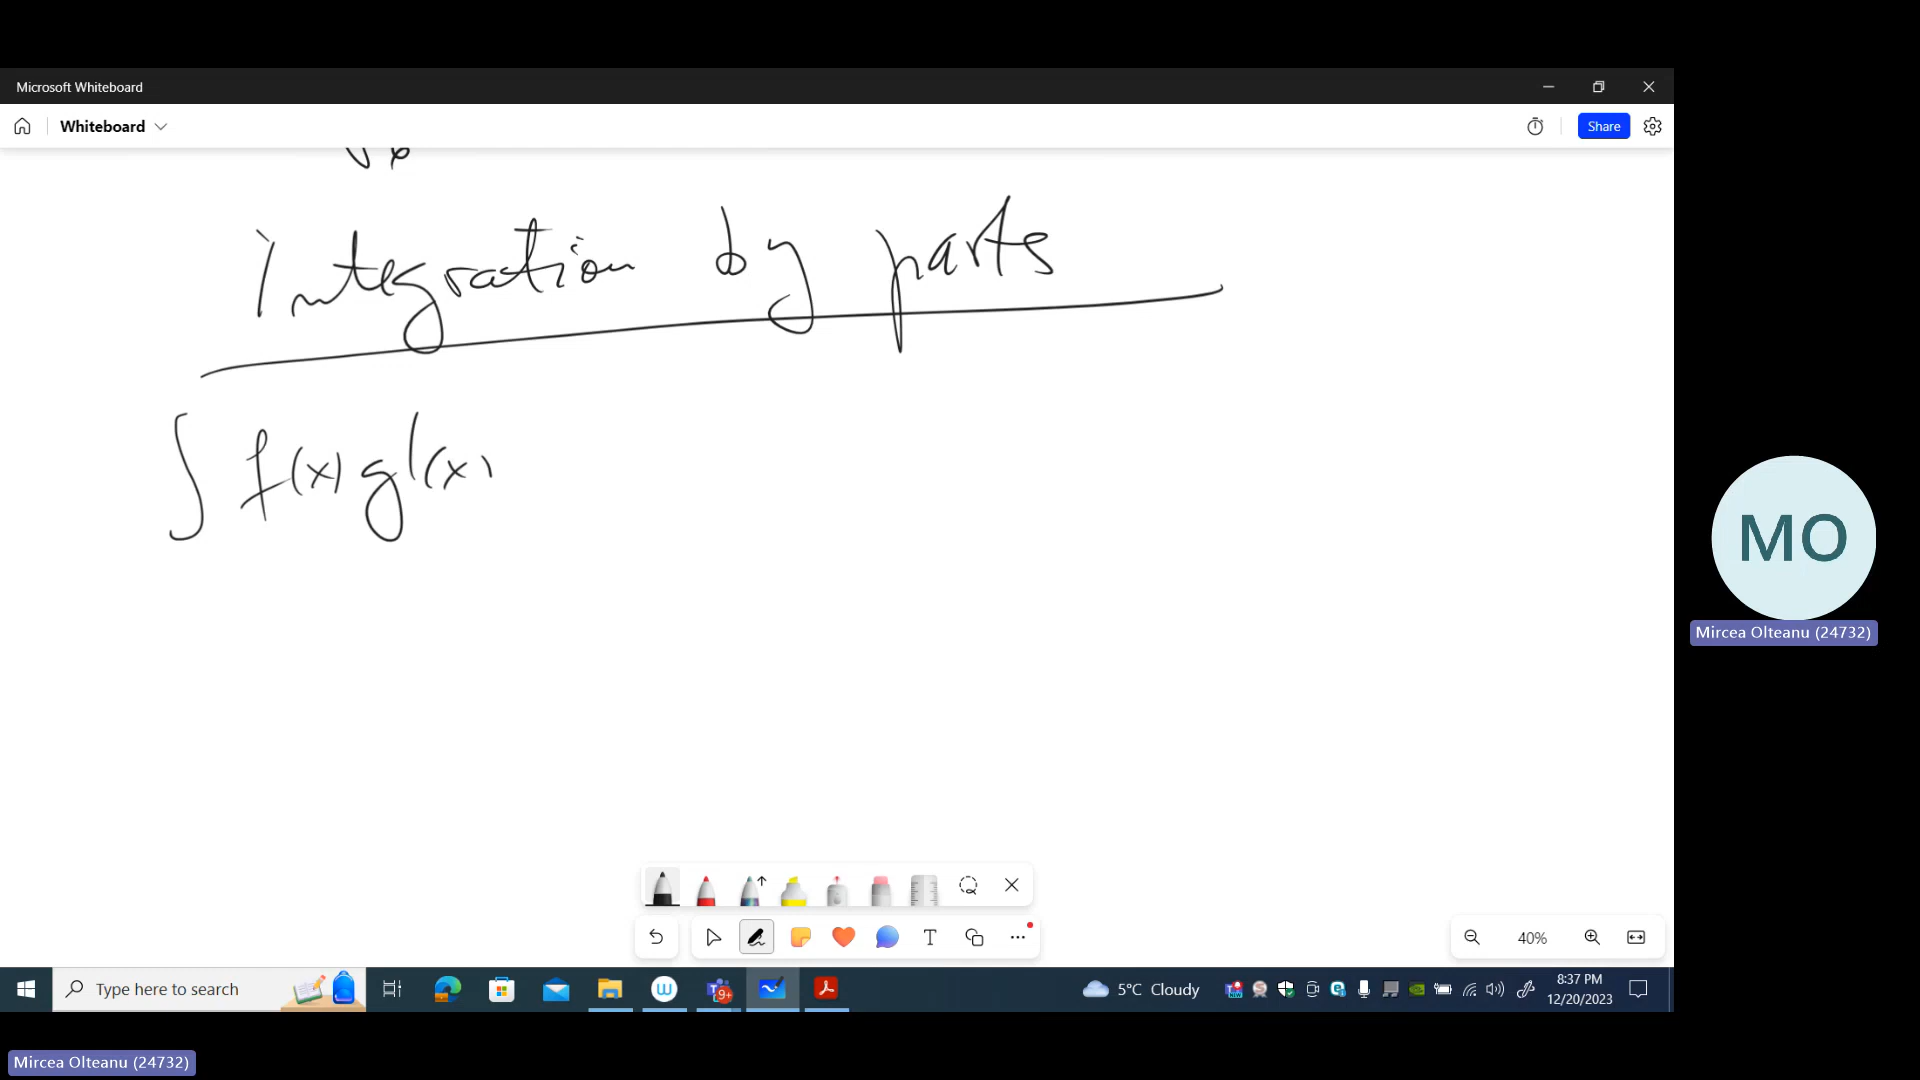 Microsoft Whiteboard
Whiteboard
Share
Integration by parts
∫ f(x) g'(x)
MO
Mircea Olteanu (24732)
T
40%
Type here to search
W
9+
5°C Cloudy
8:37 PM
12/20/2023
Mircea Olteanu (24732)